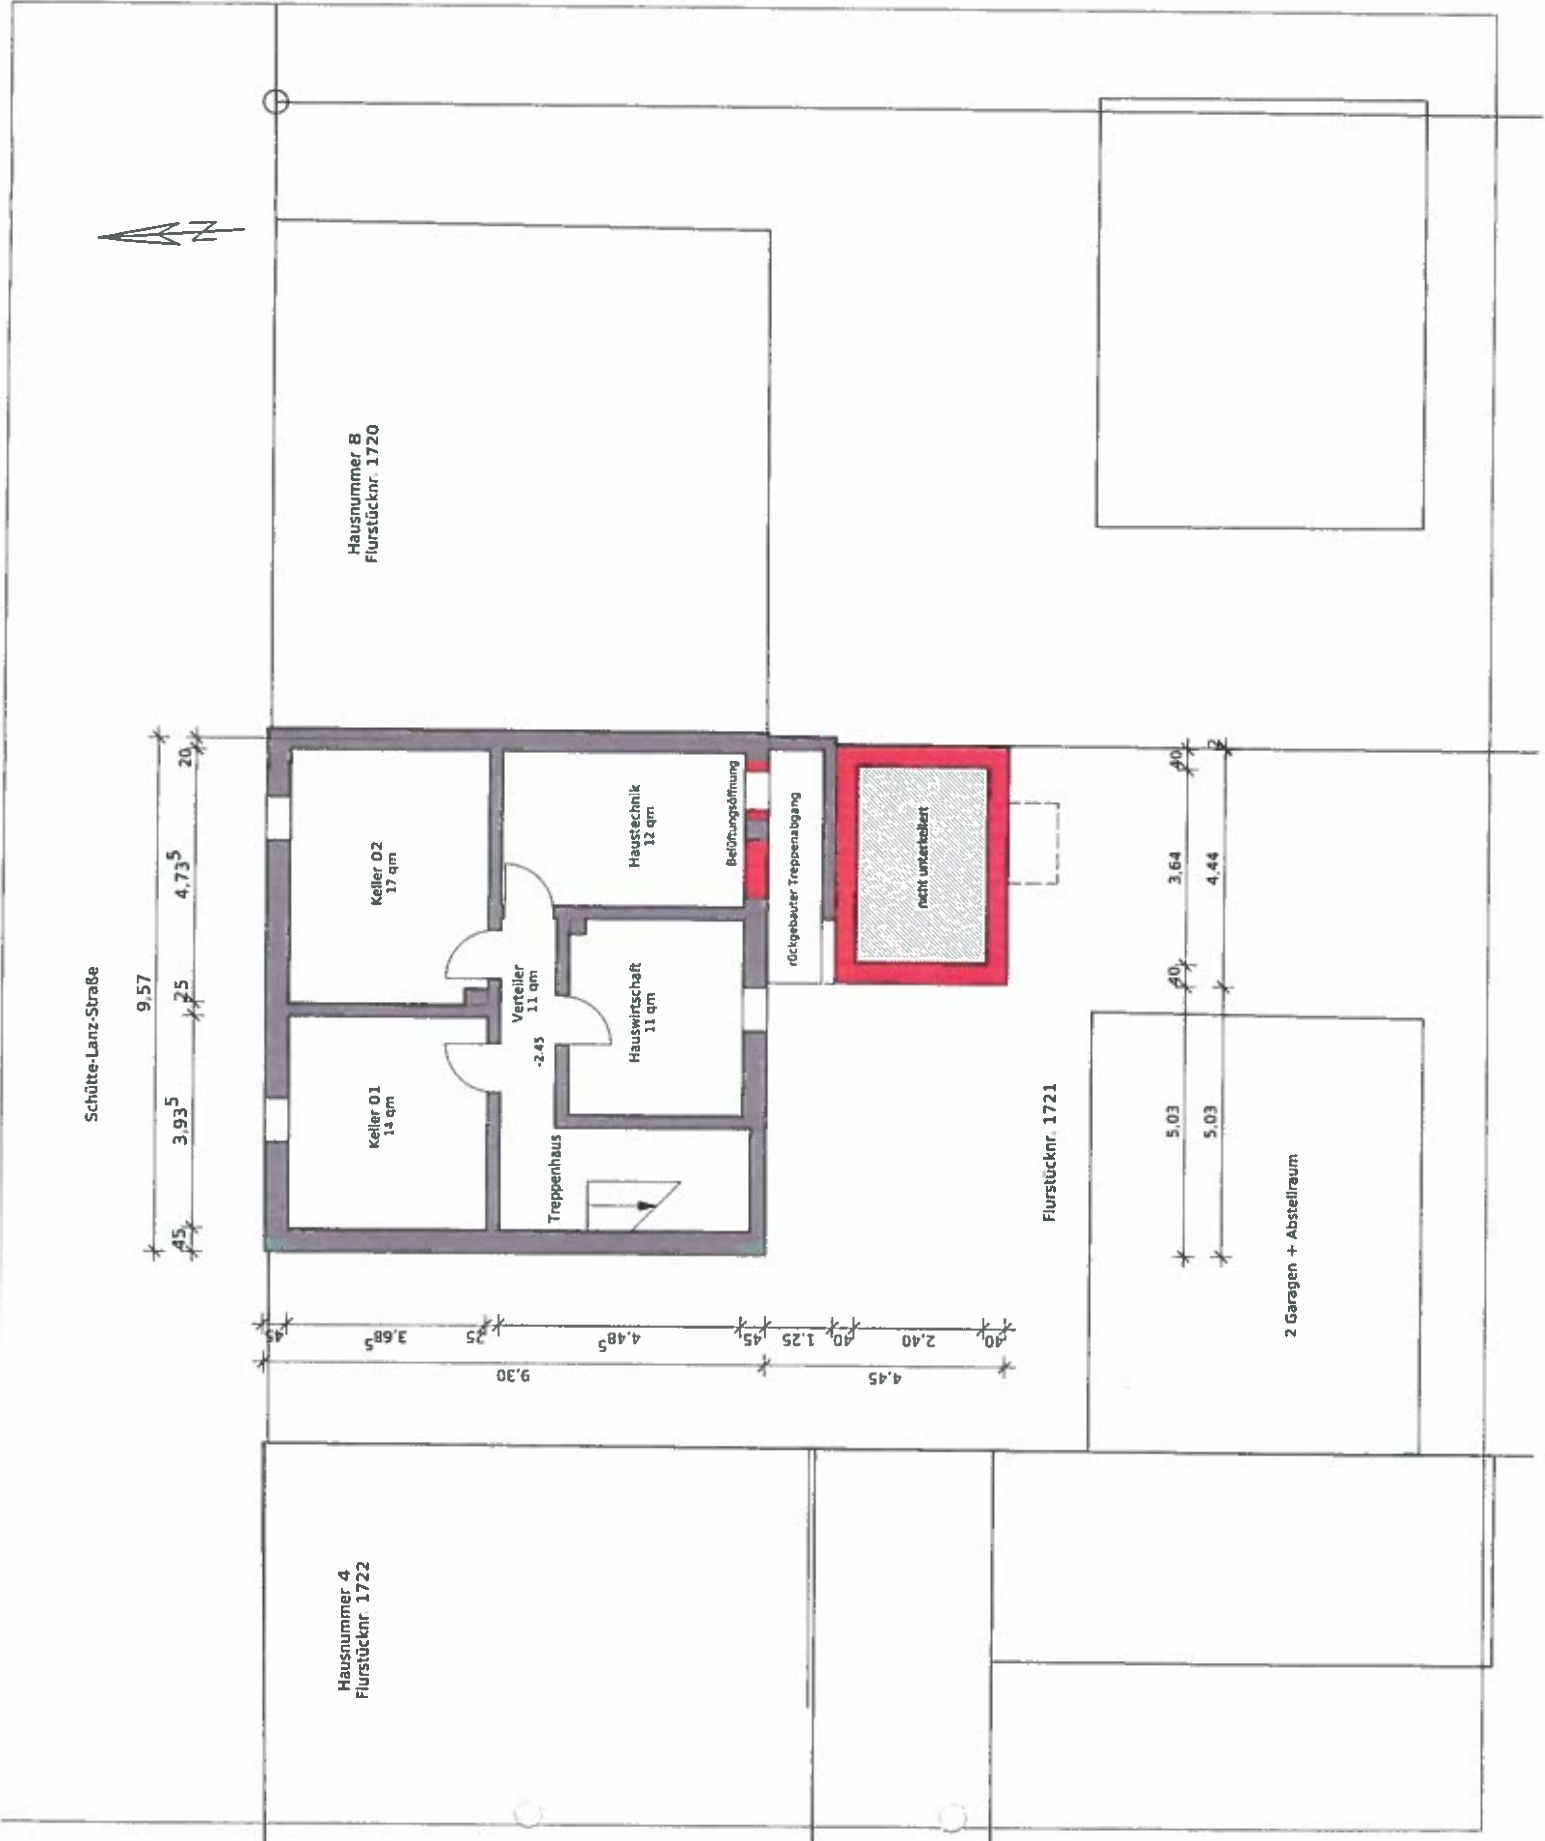 Schütte-Lanz-Straße
9,57
45
3,93⁵
25
4,73⁵
20
N
Hausnummer 8
Flurstücknr. 1720
Keller 01
14 qm
Keller 02
17 qm
Verteiler
11 qm
-2.45
Treppenhaus
Hauswirtschaft
11 qm
Haustechnik
12 qm
Belüftungsöffnung
rückgebauter Treppenabgang
nicht unterkellert
45
3,68⁵
25
4,48⁵
45
1,25
40
2,40
40
9,30
4,45
Flurstücknr. 1721
5,03
40
3,64
40
5,03
4,44
2
2 Garagen + Abstellraum
Hausnummer 4
Flurstücknr. 1722